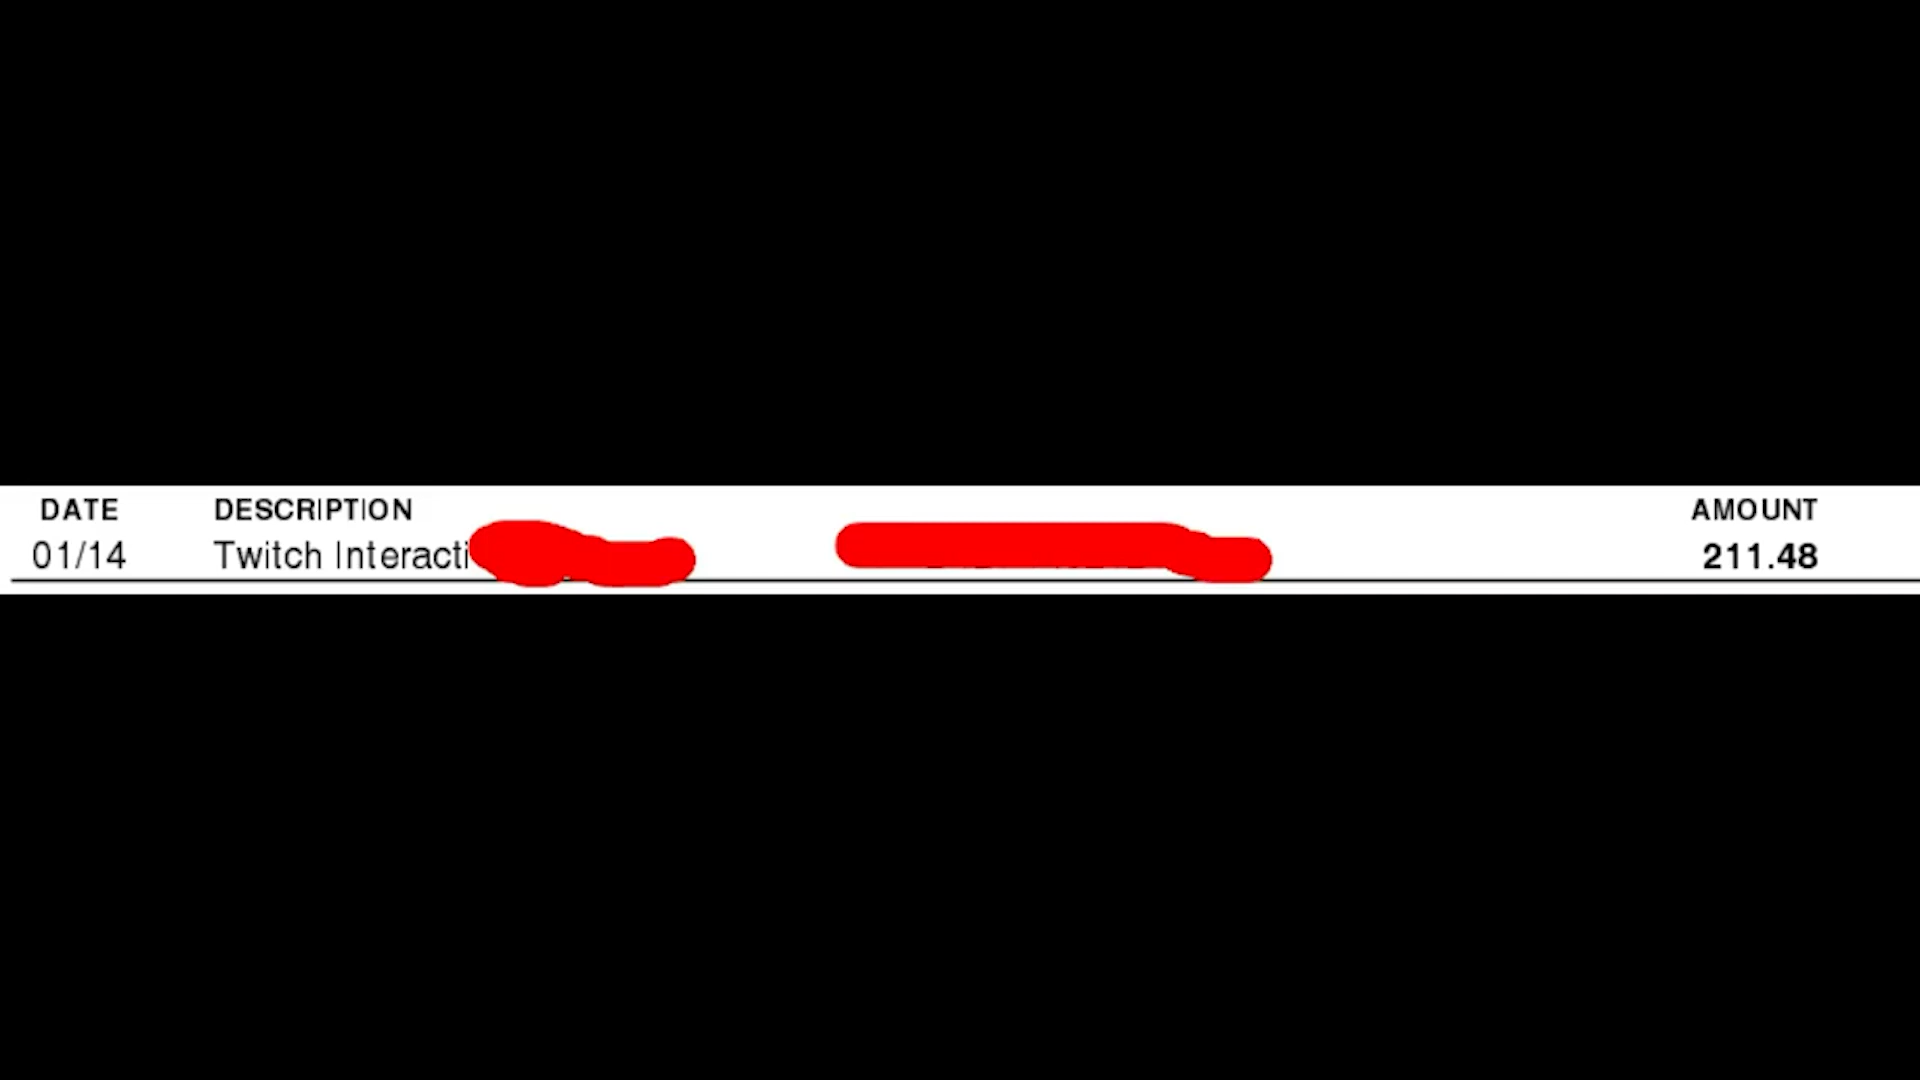 DATE DESCRIPTION AMOUNT
01/14 Twitch Interacti 211.48